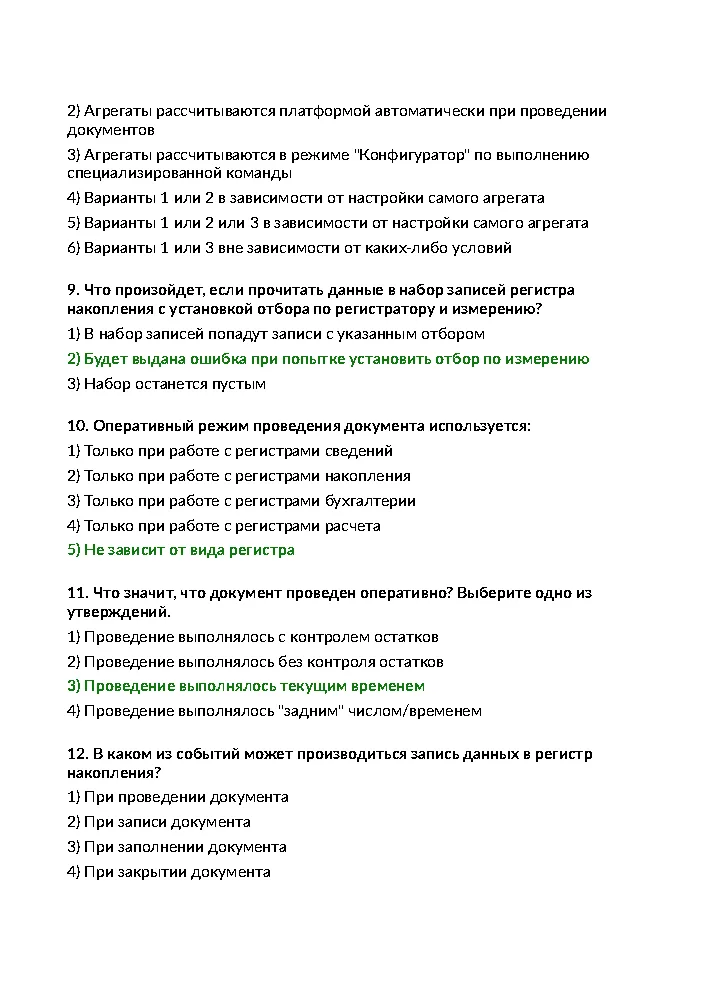 2) Агрегаты рассчитываются платформой автоматически при проведении
документов
3) Агрегаты рассчитываются в режиме "Конфигуратор" по выполнению
специализированной команды
4) Варианты 1 или 2 в зависимости от настройки самого агрегата
5) Варианты 1 или 2 или 3 в зависимости от настройки самого агрегата
6) Варианты 1 или 3 вне зависимости от каких-либо условий
9. Что произойдет, если прочитать данные в набор записей регистра
накопления с установкой отбора по регистратору и измерению?
1) В набор записей попадут записи с указанным отбором
2) Будет выдана ошибка при попытке установить отбор по измерению
3) Набор останется пустым
10. Оперативный режим проведения документа используется:
1) Только при работе с регистрами сведений
2) Только при работе с регистрами накопления
3) Только при работе с регистрами бухгалтерии
4) Только при работе с регистрами расчета
5) Не зависит от вида регистра
11. Что значит, что документ проведен оперативно? Выберите одно из
утверждений.
1) Проведение выполнялось с контролем остатков
2) Проведение выполнялось без контроля остатков
3) Проведение выполнялось текущим временем
4) Проведение выполнялось "задним" числом/временем
12. В каком из событий может производиться запись данных в регистр
накопления?
1) При проведении документа
2) При записи документа
3) При заполнении документа
4) При закрытии документа